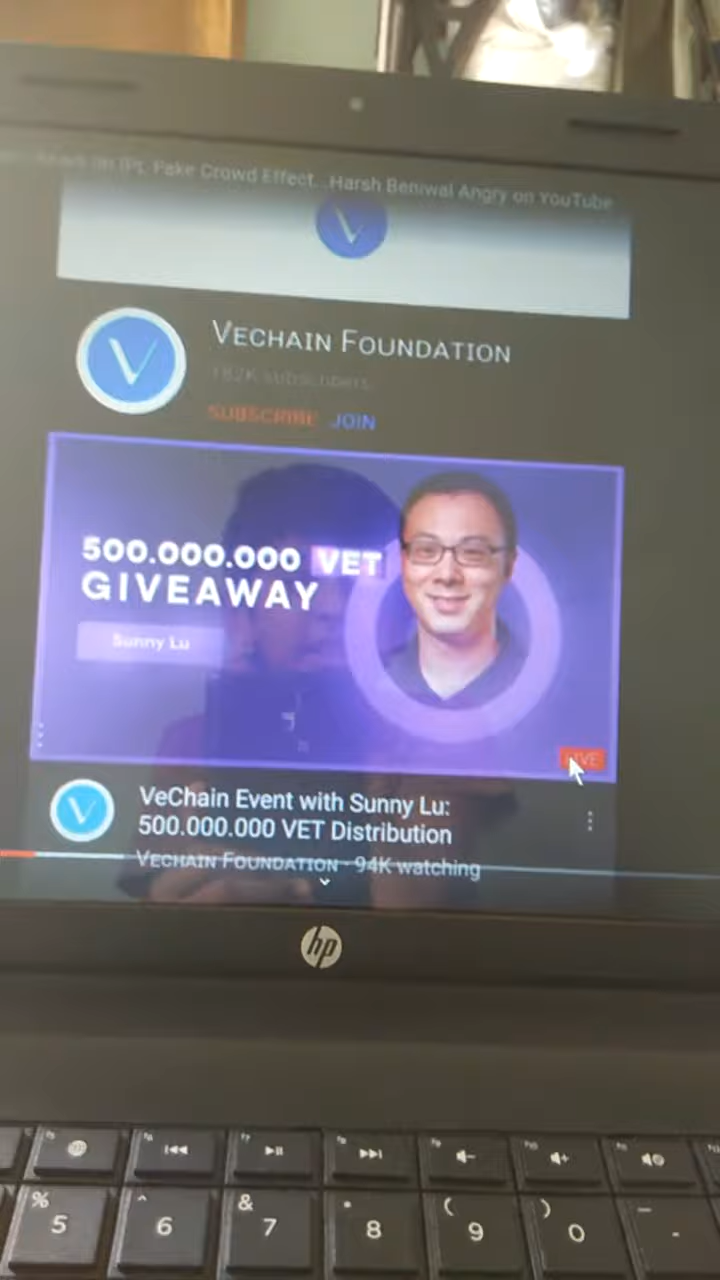 Fake Crowd Effect...Harsh Beniwal Angry on YouTube
VECHAIN FOUNDATION
182K subscribers
SUBSCRIBE JOIN
500.000.000 VET
GIVEAWAY
Sunny Lu
LIVE
VeChain Event with Sunny Lu:
500.000.000 VET Distribution
VECHAIN FOUNDATION · 94K watching
hp
% ^ & * ( ) –
5 6 7 8 9 0 -